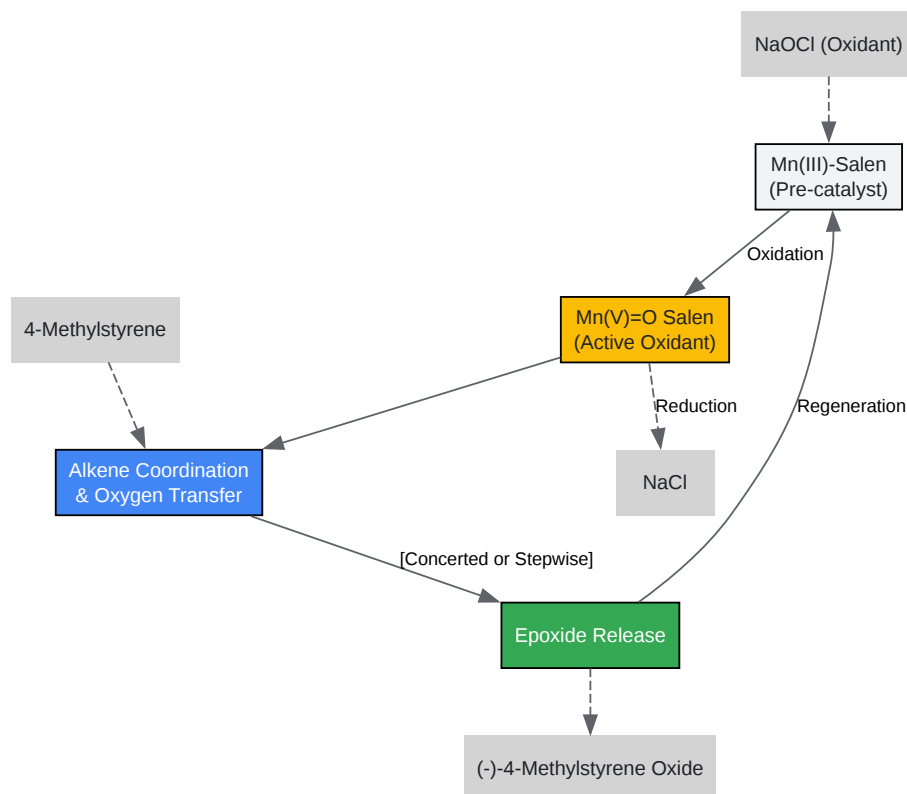 NaOCl (Oxidant)
Mn(III)-Salen
(Pre-catalyst)
Oxidation
4-Methylstyrene
Mn(V)=O Salen
(Active Oxidant)
Reduction
Regeneration
Alkene Coordination
& Oxygen Transfer
NaCl
[Concerted or Stepwise]
Epoxide Release
(-)-4-Methylstyrene Oxide